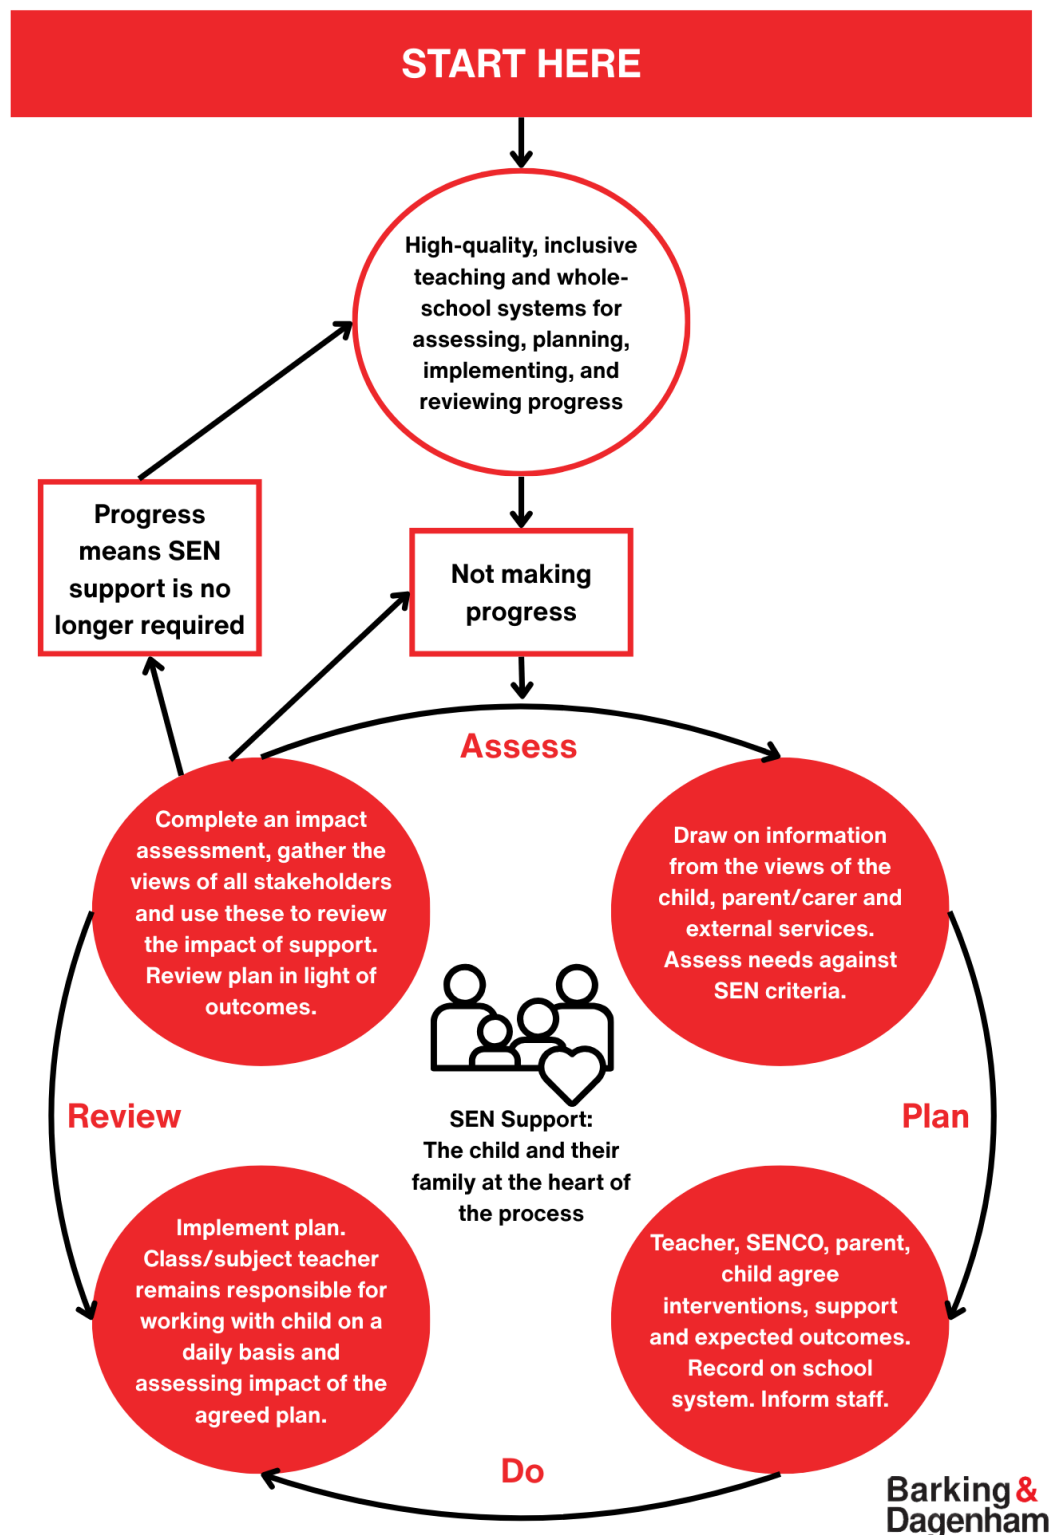 START HERE
High-quality, inclusive
teaching and whole-
school systems for
assessing, planning,
implementing, and
reviewing progress
Progress
means SEN
support is no
longer required
Not making
progress
Assess
Complete an impact
assessment, gather the
views of all stakeholders
and use these to review
the impact of support.
Review plan in light of
outcomes.
Draw on information
from the views of the
child, parent/carer and
external services.
Assess needs against
SEN criteria.
Review
SEN Support:
The child and their
family at the heart of
the process
Plan
Implement plan.
Class/subject teacher
remains responsible for
working with child on a
daily basis and
assessing impact of the
agreed plan.
Teacher, SENCO, parent,
child agree
interventions, support
and expected outcomes.
Record on school
system. Inform staff.
Do
Barking&
Dagenham